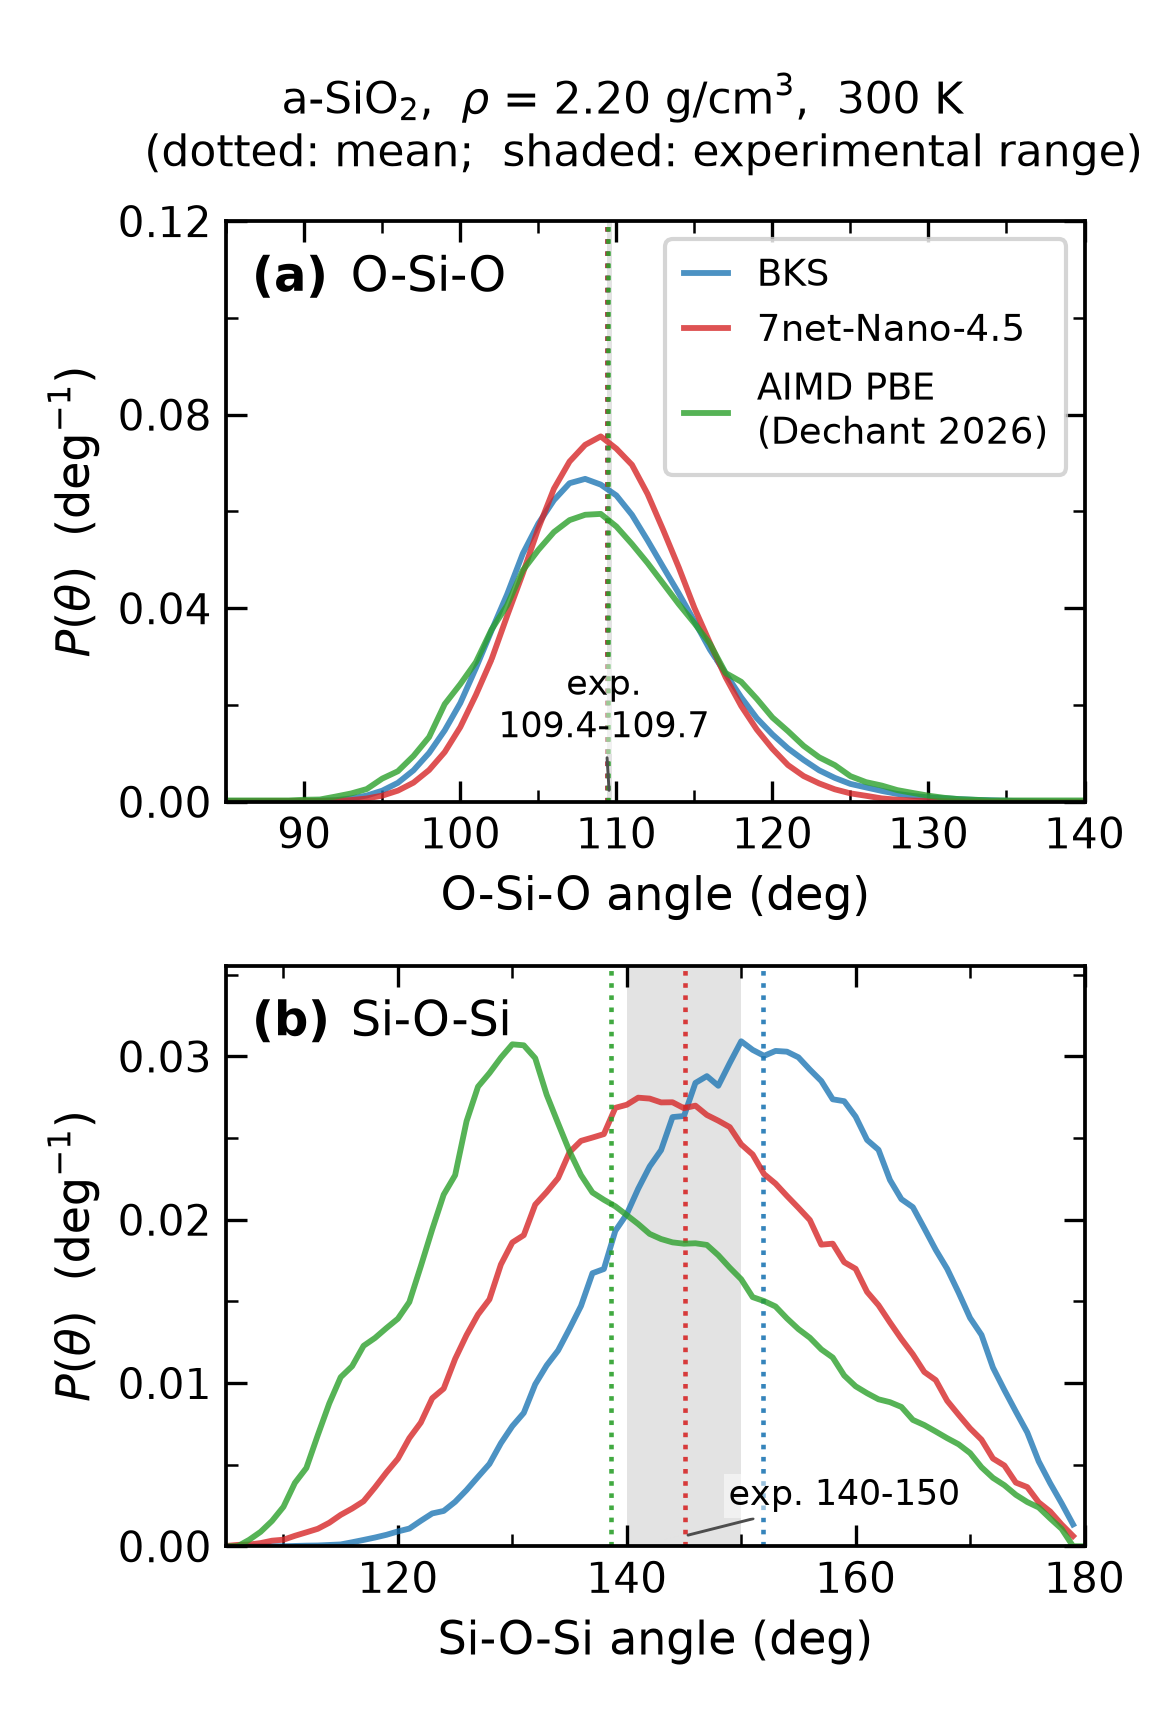 a-SiO₂, ρ = 2.20 g/cm³, 300 K
(dotted: mean; shaded: experimental range)
0.12
0.08
0.04
0.00
P(θ) (deg⁻¹)
(a) O-Si-O
BKS
7net-Nano-4.5
AIMD PBE
(Dechant 2026)
exp.
109.4-109.7
90 100 110 120 130 140
O-Si-O angle (deg)
0.03
0.02
0.01
0.00
P(θ) (deg⁻¹)
(b) Si-O-Si
exp. 140-150
120 140 160 180
Si-O-Si angle (deg)